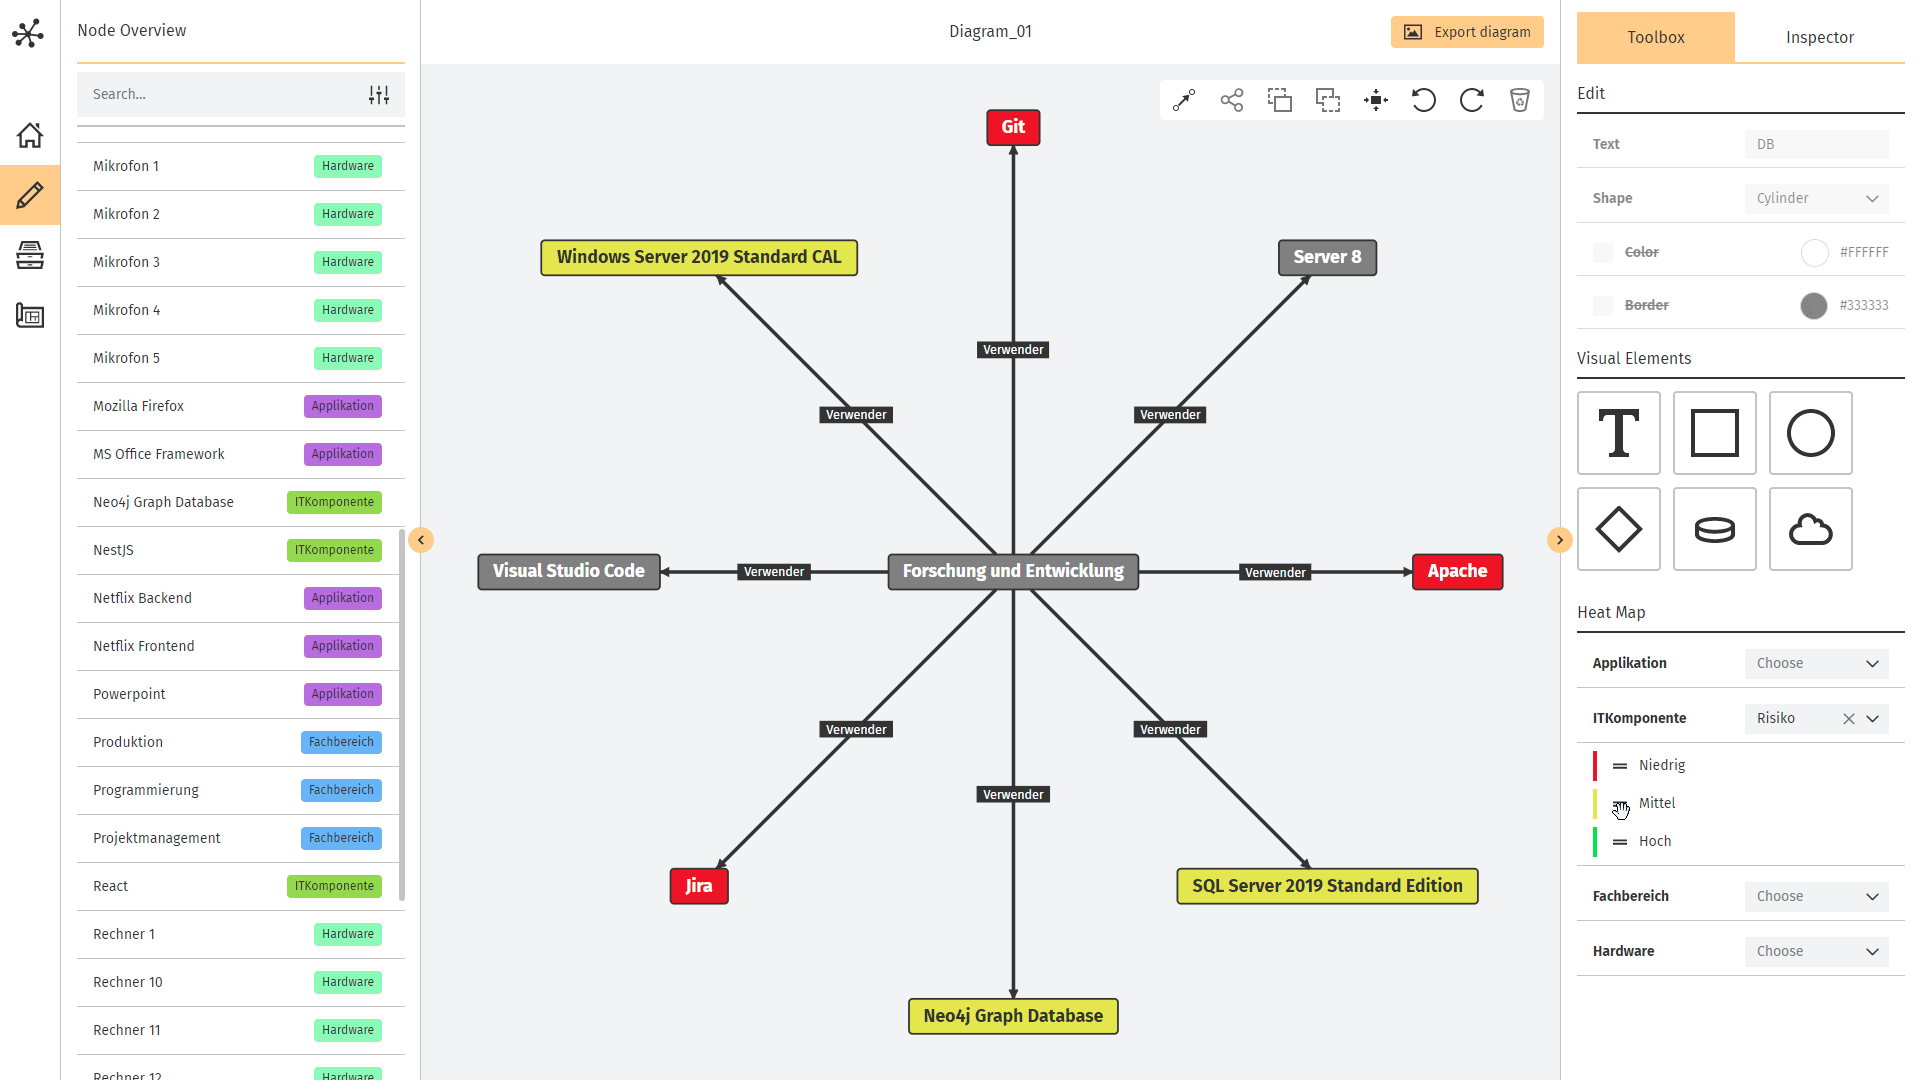 Node Overview
Search...
Mikrofon 1 Hardware
Mikrofon 2 Hardware
Mikrofon 3 Hardware
Mikrofon 4 Hardware
Mikrofon 5 Hardware
Mozilla Firefox Applikation
MS Office Framework Applikation
Neo4j Graph Database ITKomponente
NestJS ITKomponente
Netflix Backend Applikation
Netflix Frontend Applikation
Powerpoint Applikation
Produktion Fachbereich
Programmierung Fachbereich
Projektmanagement Fachbereich
React ITKomponente
Rechner 1 Hardware
Rechner 10 Hardware
Rechner 11 Hardware
Rechner 12 Hardware
Diagram_01
Export diagram
Git
Windows Server 2019 Standard CAL
Server 8
Verwender
Verwender
Verwender
Visual Studio Code
Verwender
Forschung und Entwicklung
Verwender
Apache
Verwender
Verwender
Verwender
Jira
SQL Server 2019 Standard Edition
Neo4j Graph Database
Toolbox
Inspector
Edit
Text DB
Shape Cylinder
Color #FFFFFF
Border #333333
Visual Elements
T
Heat Map
Applikation Choose
ITKomponente Risiko
Niedrig
Mittel
Hoch
Fachbereich Choose
Hardware Choose